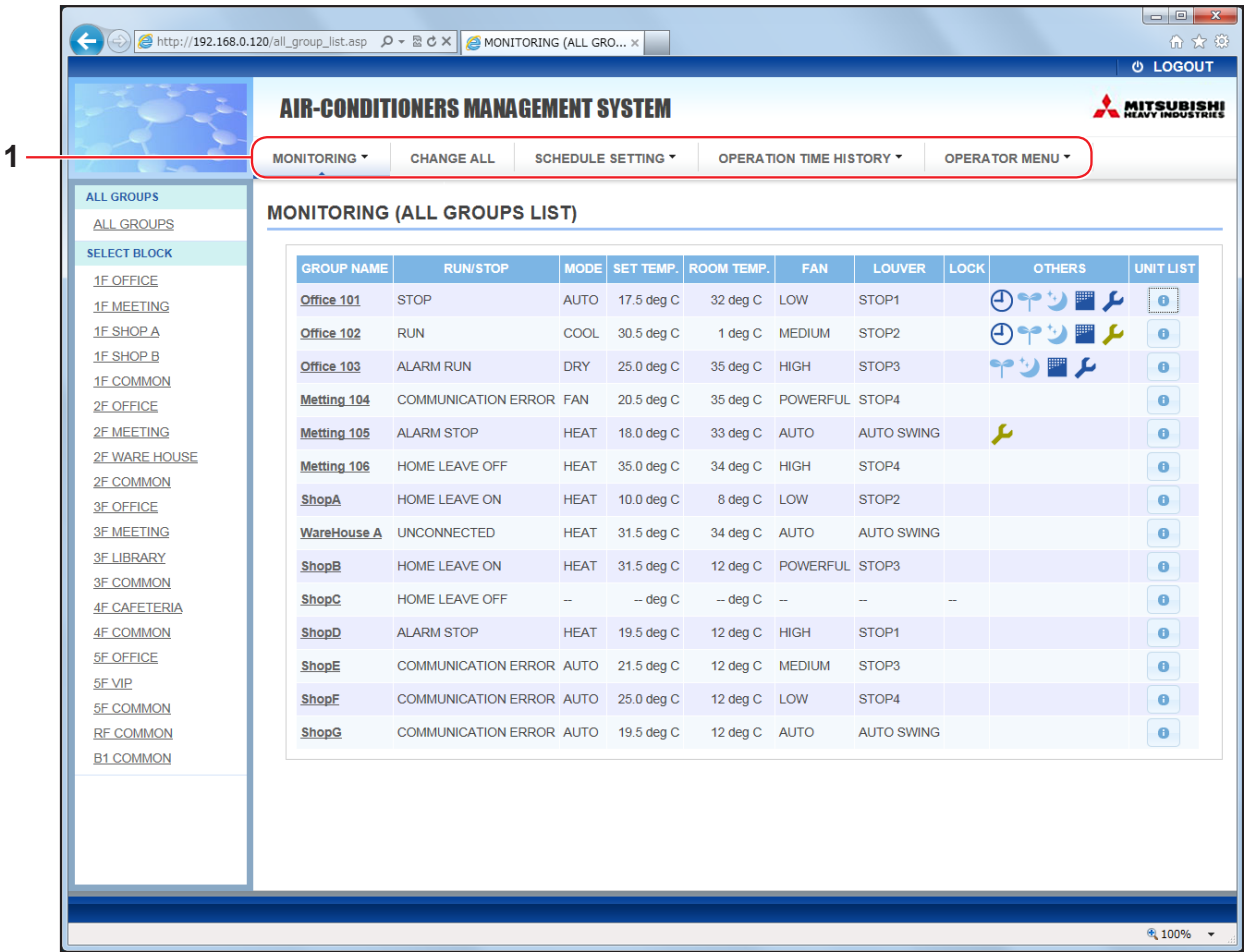 http://192.168.0.120/all_group_list.asp
MONITORING (ALL GRO...
LOGOUT
AIR-CONDITIONERS MANAGEMENT SYSTEM
MITSUBISHI
HEAVY INDUSTRIES
1
MONITORING CHANGE ALL SCHEDULE SETTING OPERATION TIME HISTORY OPERATOR MENU
ALL GROUPS
ALL GROUPS
SELECT BLOCK
1F OFFICE
1F MEETING
1F SHOP A
1F SHOP B
1F COMMON
2F OFFICE
2F MEETING
2F WARE HOUSE
2F COMMON
3F OFFICE
3F MEETING
3F LIBRARY
3F COMMON
4F CAFETERIA
4F COMMON
5F OFFICE
5F VIP
5F COMMON
RF COMMON
B1 COMMON
MONITORING (ALL GROUPS LIST)
GROUP NAME RUN/STOP MODE SET TEMP. ROOM TEMP. FAN LOUVER LOCK OTHERS UNIT LIST
Office 101 STOP AUTO 17.5 deg C 32 deg C LOW STOP1
Office 102 RUN COOL 30.5 deg C 1 deg C MEDIUM STOP2
Office 103 ALARM RUN DRY 25.0 deg C 35 deg C HIGH STOP3
Metting 104 COMMUNICATION ERROR FAN 20.5 deg C 35 deg C POWERFUL STOP4
Metting 105 ALARM STOP HEAT 18.0 deg C 33 deg C AUTO AUTO SWING
Metting 106 HOME LEAVE OFF HEAT 35.0 deg C 34 deg C HIGH STOP4
ShopA HOME LEAVE ON HEAT 10.0 deg C 8 deg C LOW STOP2
WareHouse A UNCONNECTED HEAT 31.5 deg C 34 deg C AUTO AUTO SWING
ShopB HOME LEAVE ON HEAT 31.5 deg C 12 deg C POWERFUL STOP3
ShopC HOME LEAVE OFF -- -- deg C -- deg C -- -- --
ShopD ALARM STOP HEAT 19.5 deg C 12 deg C HIGH STOP1
ShopE COMMUNICATION ERROR AUTO 21.5 deg C 12 deg C MEDIUM STOP3
ShopF COMMUNICATION ERROR AUTO 25.0 deg C 12 deg C LOW STOP4
ShopG COMMUNICATION ERROR AUTO 19.5 deg C 12 deg C AUTO AUTO SWING
100%